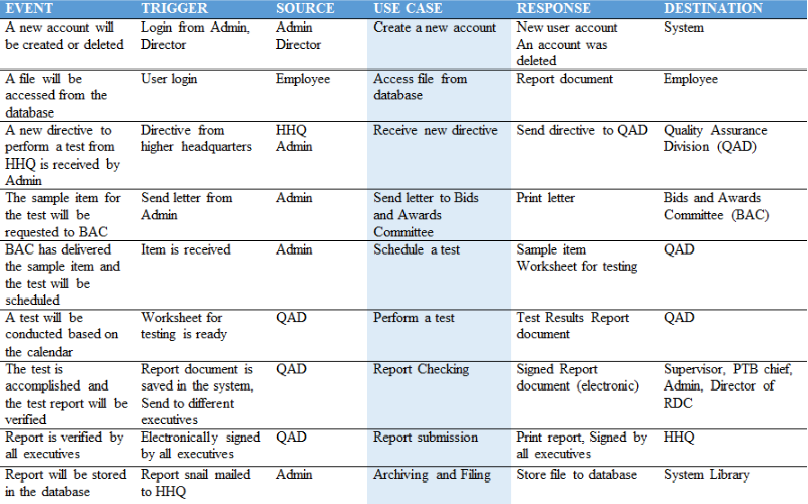 EVENT TRIGGER SOURCE USE CASE RESPONSE DESTINATION
A new account will
be created or deleted
Login from Admin,
Director
Admin
Director
Create a new account
New user account
An account was
deleted
System
A file will be
accessed from the
database
User login
Employee
Access file from
database
Report document
Employee
A new directive to
perform a test from
HHQ is received by
Admin
Directive from
higher headquarters
HHQ
Admin
Receive new directive
Send directive to QAD
Quality Assurance
Division (QAD)
The sample item for
the test will be
requested to BAC
Send letter from
Admin
Admin
Send letter to Bids
and Awards
Committee
Print letter
Bids and Awards
Committee (BAC)
BAC has delivered
the sample item and
the test will be
scheduled
Item is received
Admin
Schedule a test
Sample item
Worksheet for testing
QAD
A test will be
conducted based on
the calendar
Worksheet for
testing is ready
QAD
Perform a test
Test Results Report
document
QAD
The test is
accomplished and
the test report will be
verified
Report document is
saved in the system,
Send to different
executives
QAD
Report Checking
Signed Report
document (electronic)
Supervisor, PTB chief,
Admin, Director of
RDC
Report is verified by
all executives
Electronically signed
by all executives
QAD
Report submission
Print report, Signed by
all executives
HHQ
Report will be stored
in the database
Report snail mailed
to HHQ
Admin
Archiving and Filing
Store file to database
System Library